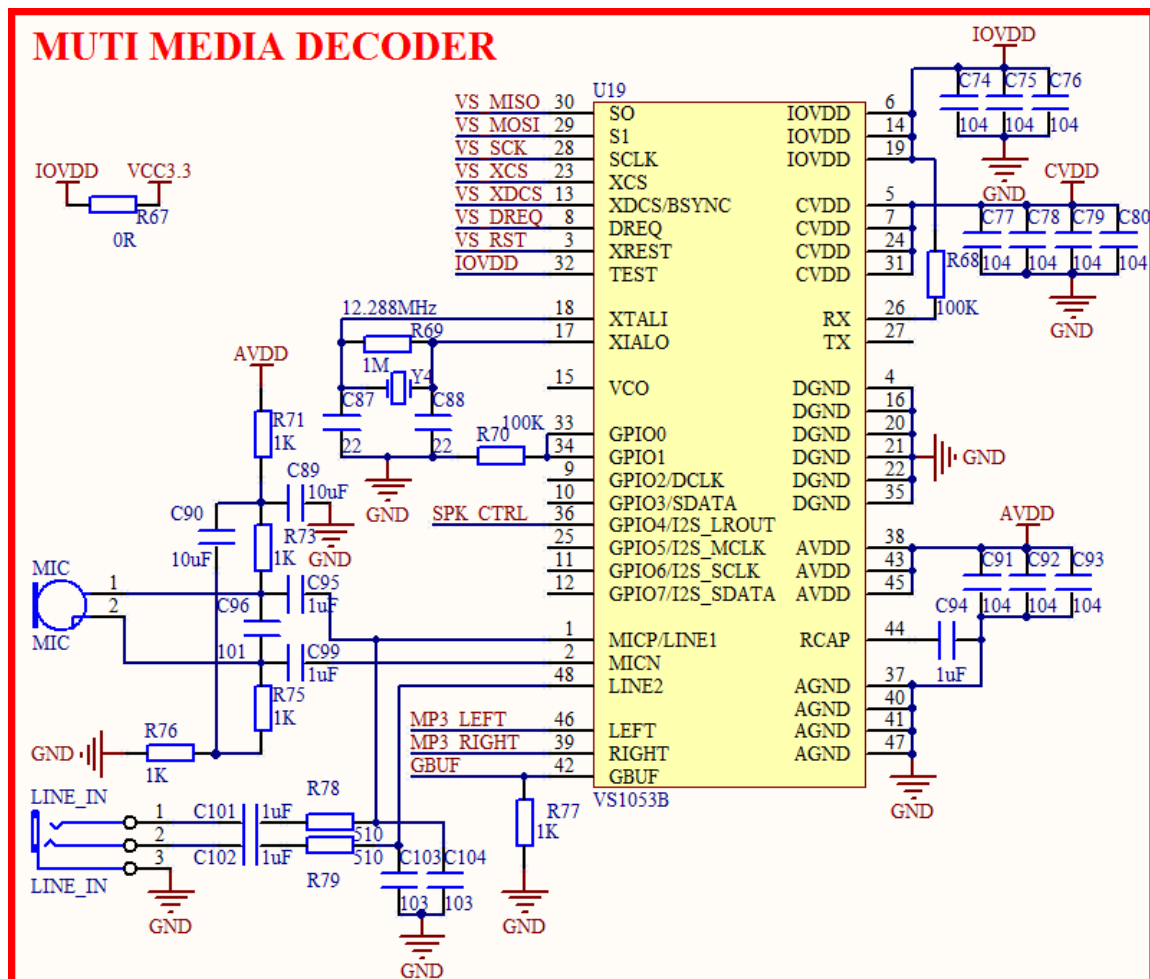 MUTI MEDIA DECODER
IOVDD
VCC3.3
R67
0R
U19
VS_MISO 30 SO
VS_MOSI 29 S1
VS_SCK 28 SCLK
VS_XCS 23 XCS
VS_XDCS 13 XDCS/BSYNC
VS_DREQ 8 DREQ
VS_RST 3 XREST
IOVDD 32 TEST
12.288MHz
18 XTALI
17 XIALO
R69
1M
Y4
C87
22
C88
22
15 VCO
R70
100K
33 GPIO0
34 GPIO1
9 GPIO2/DCLK
10 GPIO3/SDATA
SPK_CTRL 36 GPIO4/I2S_LROUT
25 GPIO5/I2S_MCLK
11 GPIO6/I2S_SCLK
12 GPIO7/I2S_SDATA
GND
1 MICP/LINE1
2 MICN
48 LINE2
MP3_LEFT 46 LEFT
MP3_RIGHT 39 RIGHT
GBUF 42 GBUF
VS1053B
R77
1K
GND
IOVDD
C74
C75
C76
104
104
104
GND
IOVDD 6
IOVDD 14
IOVDD 19
CVDD
CVDD 5
CVDD 7
CVDD 24
CVDD 31
C77
C78
C79
C80
104
104
104
104
GND
R68
100K
RX 26
TX 27
DGND 4
DGND 16
DGND 20
DGND 21
DGND 22
DGND 35
GND
AVDD
AVDD 38
AVDD 43
AVDD 45
C91
C92
C93
104
104
104
C94
1uF
RCAP 44
AGND 37
AGND 40
AGND 41
AGND 47
GND
AVDD
R71
1K
C89
10uF
GND
C90
10uF
R73
1K
MIC
1
2
MIC
C95
1uF
C96
101
C99
1uF
R75
1K
GND
R76
1K
LINE_IN
1
2
3
LINE_IN
GND
C101
1uF
C102
1uF
R78
510
510
R79
C103
C104
103
103
GND